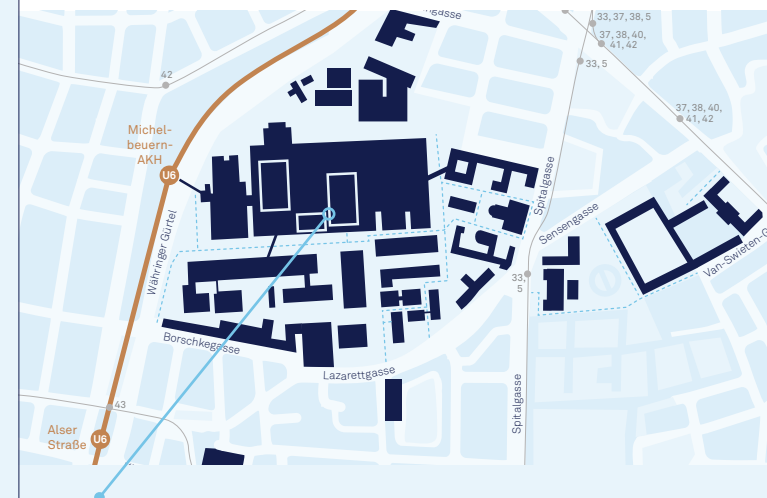 33, 37, 38, 5
37, 38, 40,
41, 42
33, 5
42
37, 38, 40,
41, 42
Michel-
beuern-
AKH
U6
Spitalgasse
Sensengasse
Währinger Gürtel
Van-Swieten-G
33,
5
Borschkegasse
Lazarettgasse
Spitalgasse
43
Alser
Straße
U6